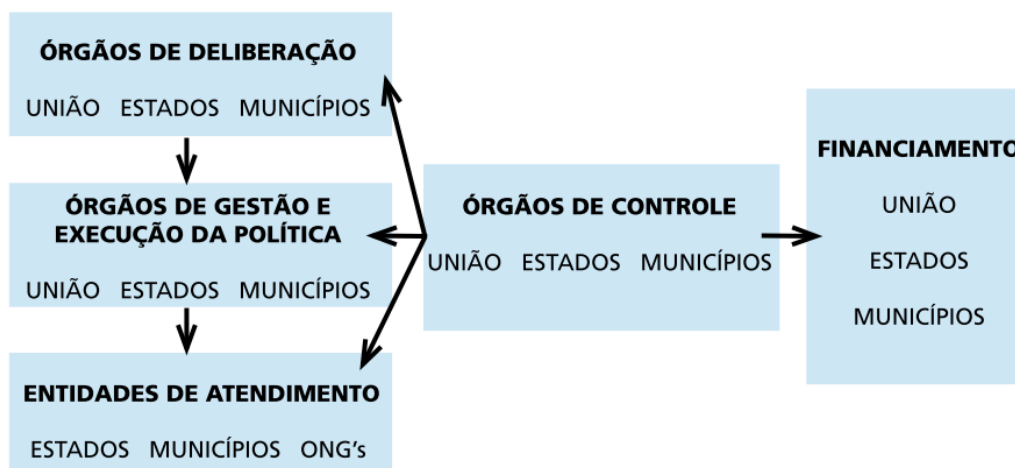 ÓRGÃOS DE DELIBERAÇÃO
UNIÃO ESTADOS MUNICÍPIOS
ÓRGÃOS DE GESTÃO E
EXECUÇÃO DA POLÍTICA
UNIÃO ESTADOS MUNICÍPIOS
ENTIDADES DE ATENDIMENTO
ESTADOS MUNICÍPIOS ONG's
ÓRGÃOS DE CONTROLE
UNIÃO ESTADOS MUNICÍPIOS
FINANCIAMENTO
UNIÃO
ESTADOS
MUNICÍPIOS